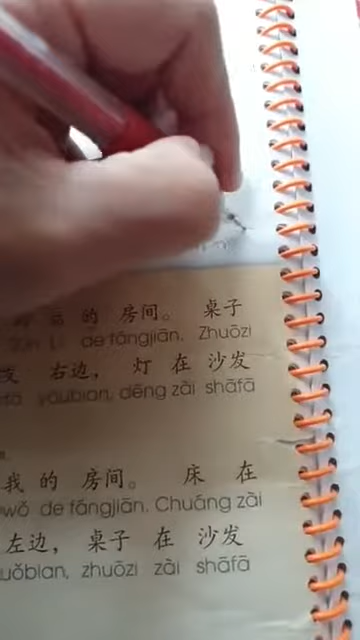 的 房间。 桌子
de fángjiān. Zhuōzi
右边, 灯 在 沙发
yòubian, dēng zài shāfā
我 的 房间。 床 在
wǒ de fángjiān. Chuáng zài
左边, 桌子 在 沙发
uǒbian, zhuōzi zài shāfā